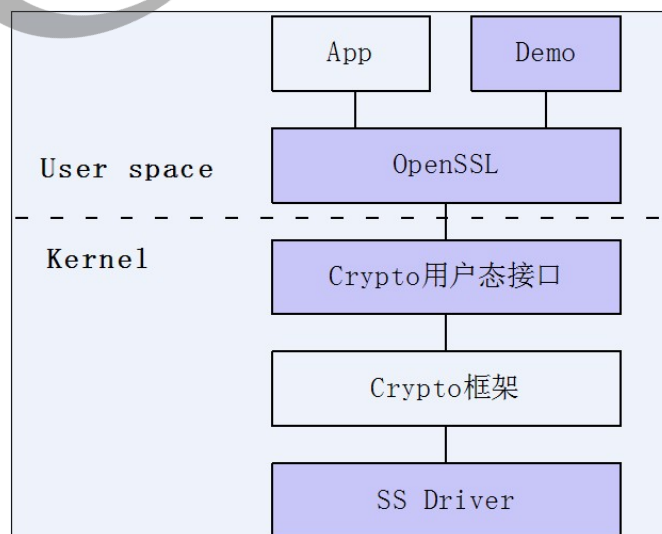 App
Demo
User space
OpenSSL
Kernel
Crypto用户态接口
Crypto框架
SS Driver